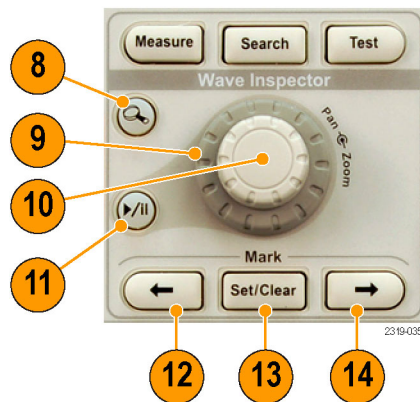 Measure Search Test
Wave Inspector
8
9
Pan Zoom
10
11
Mark
Set/Clear
2319-035
12 13 14